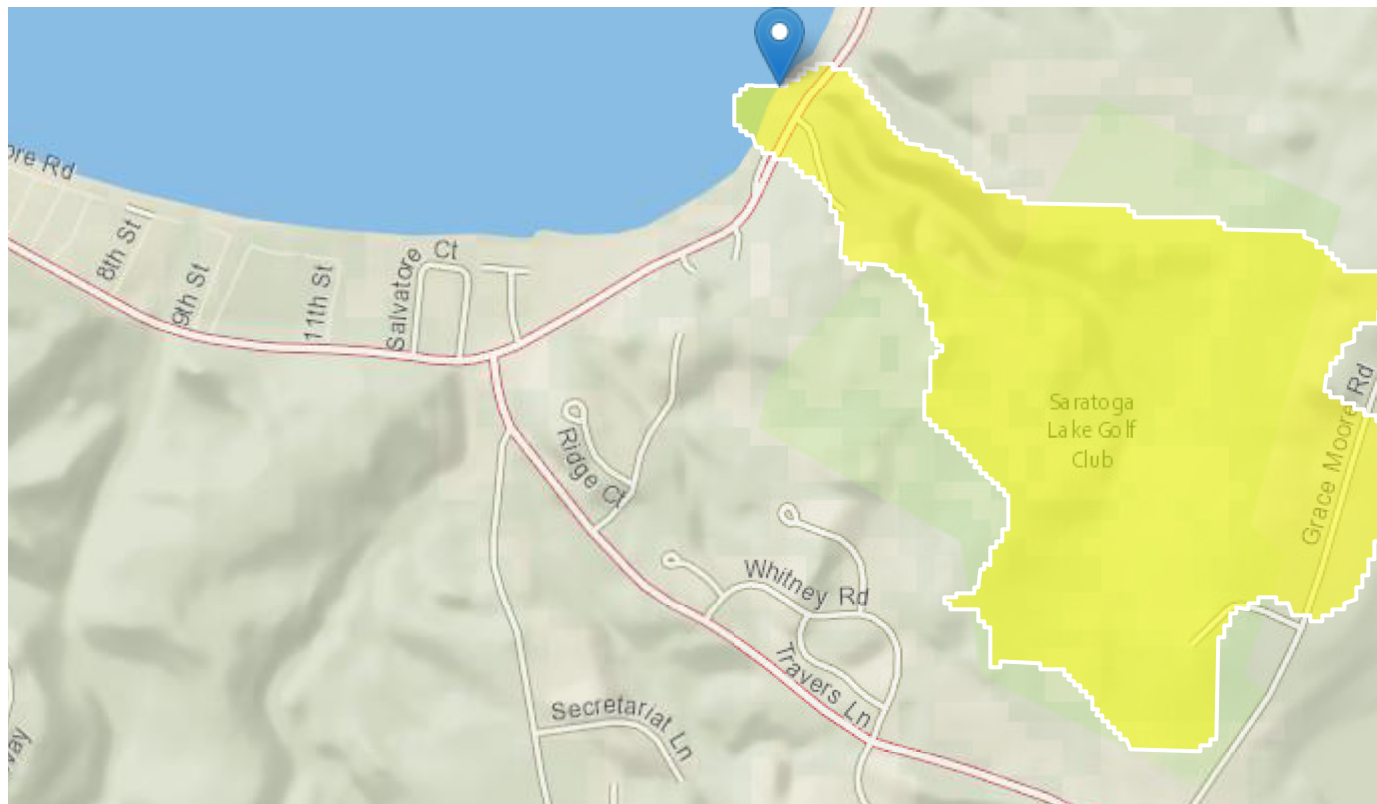 ore Rd
8th St
9th St
11th St
Salvatore Ct
Ridge Ct
Saratoga
Lake Golf
Club
Grace Moore Rd
Whitney Rd
Travers Ln
Secretariat Ln
way